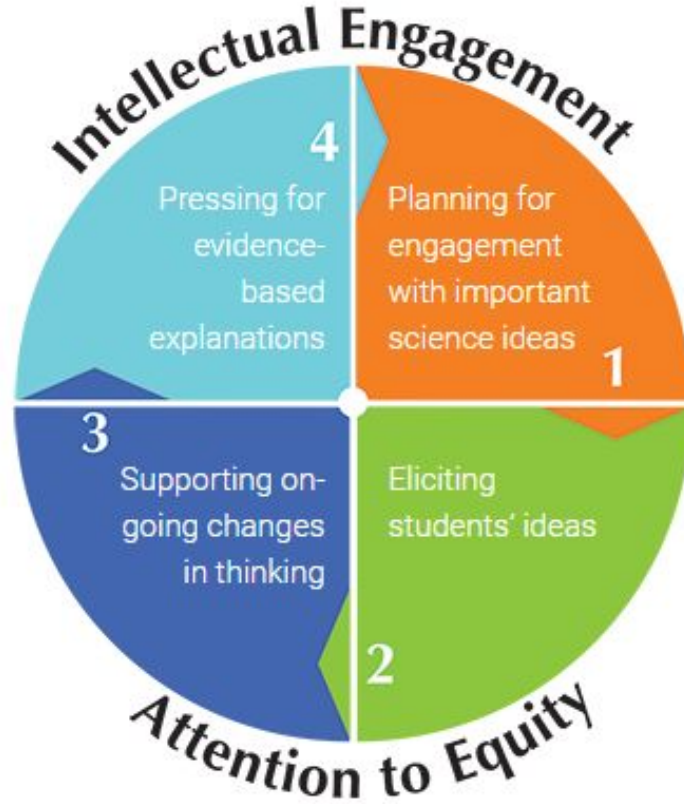 Intellectual Engagement
4
Pressing for
evidence-
based
explanations
Planning for
engagement
with important
science ideas
1
3
Supporting on-
going changes
in thinking
Eliciting
students' ideas
2
Attention to Equity